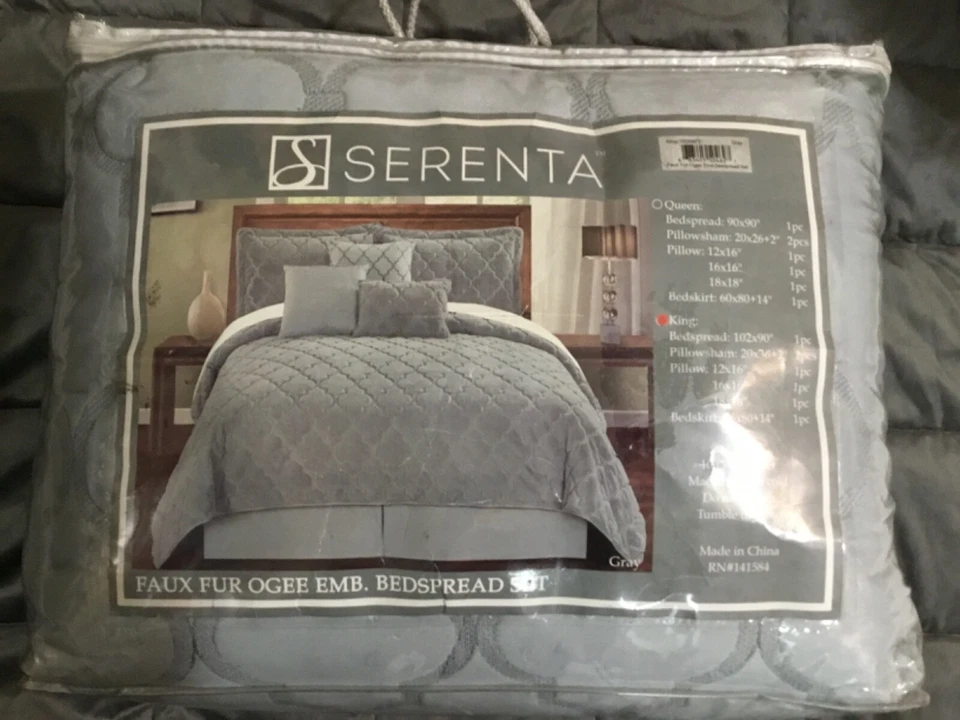 S SERENTA
Queen:
Bedspread: 90x90" 1pc
Pillowsham: 20x26+2" 2pcs
Pillow: 12x16" 1pc
16x16" 1pc
18x18" 1pc
Bedskirt: 60x80+14" 1pc
King:
Bedspread: 102x90" 1pc
Pillowsham:
Pillow: 12x16" 1pc
1pc
1pc
1pc
Tumble
Made in China
RN#141584
Gray
FAUX FUR OGEE EMB. BEDSPREAD SET